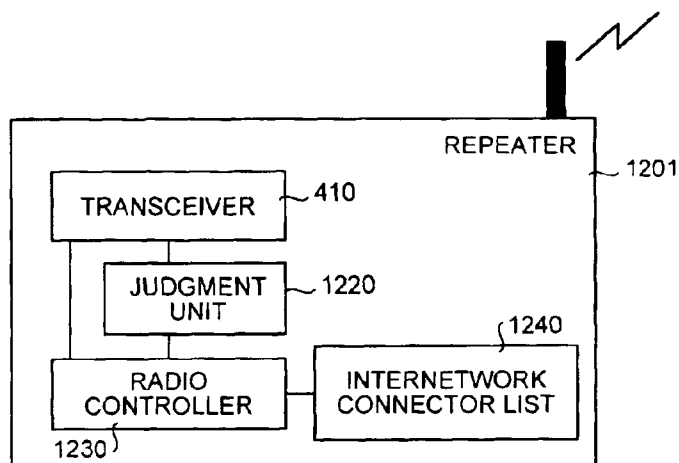 REPEATER
1201
TRANSCEIVER
410
JUDGMENT
UNIT
1220
1240
RADIO
CONTROLLER
INTERNETWORK
CONNECTOR LIST
1230